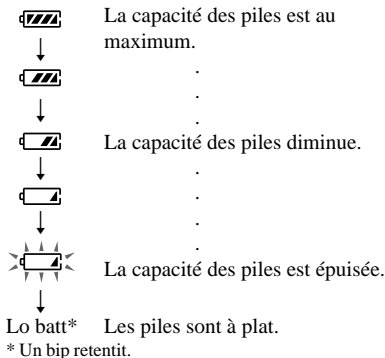 La capacité des piles est au
maximum.
.
.
.
La capacité des piles diminue.
.
.
.
.
La capacité des piles est épuisée.
Lo batt* Les piles sont à plat.
* Un bip retentit.